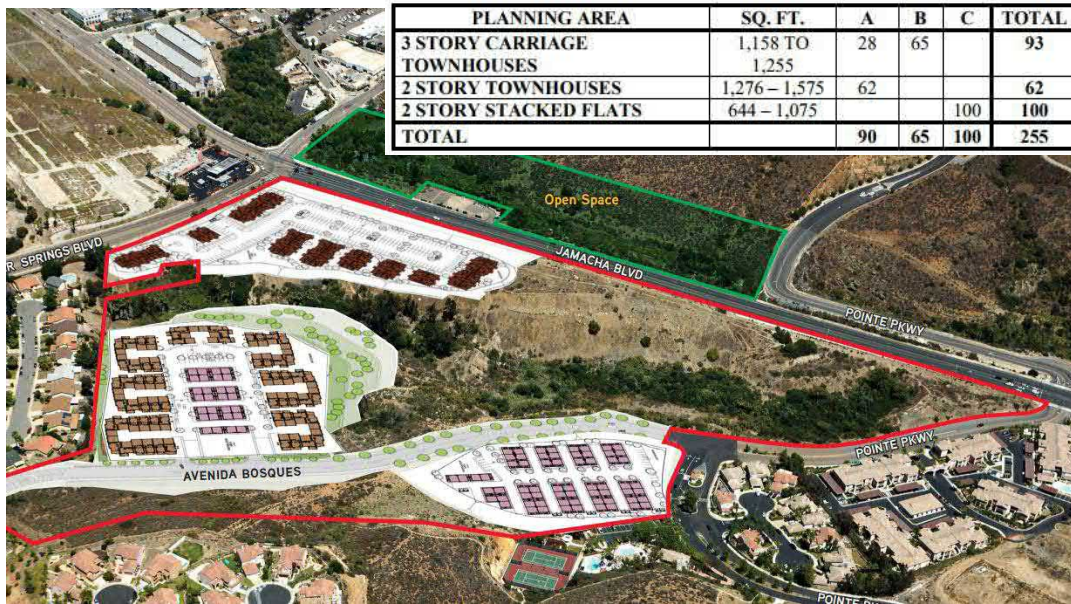 PLANNING AREA SQ. FT. A B C TOTAL
3 STORY CARRIAGE TOWNHOUSES 1,158 TO 1,255 28 65 93
2 STORY TOWNHOUSES 1,276 – 1,575 62 62
2 STORY STACKED FLATS 644 – 1,075 100 100
TOTAL 90 65 100 255
Open Space
R SPRINGS BLVD
JAMACHA BLVD
POINTE PKWY
POINTE PKWY
AVENIDA BOSQUES
POINTE PK